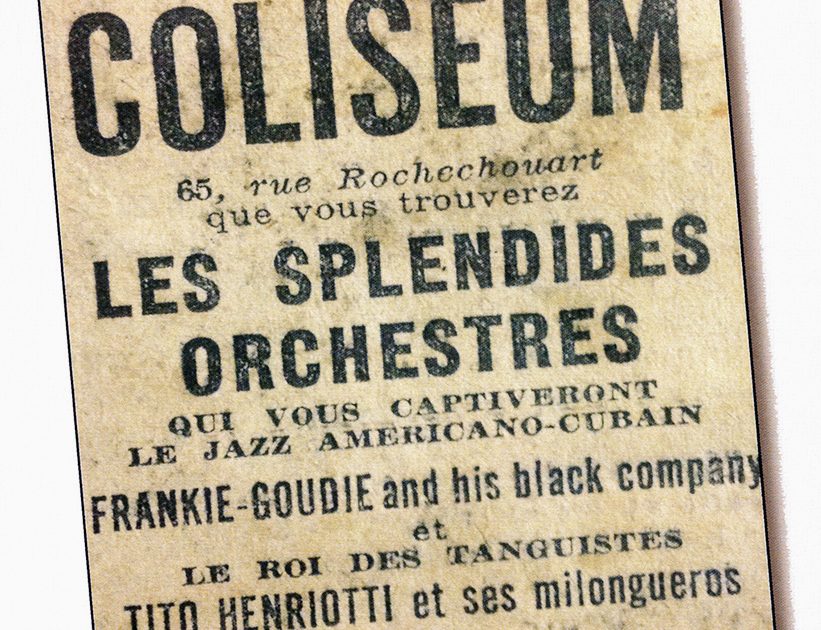 COLISEUM
65, rue Rochechouart
que vous trouverez
LES SPLENDIDES
ORCHESTRES
QUI VOUS CAPTIVERONT
LE JAZZ AMERICANO-CUBAIN
FRANKIE-GOUDIE and his black company
et
LE ROI DES TANGUISTES
TITO HENRIOTTI et ses milongueros